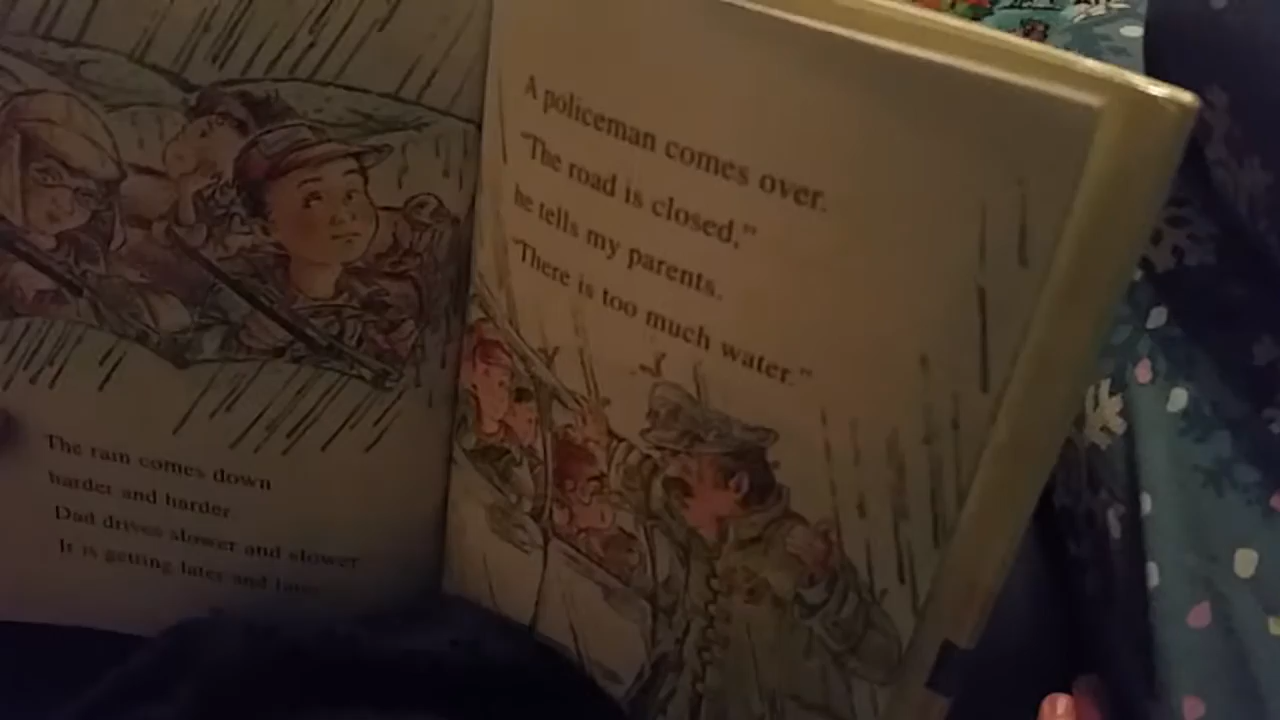 The rain comes down
harder and harder.
Dad drives slower and slower
It is getting later and later
A policeman comes over.
"The road is closed,"
he tells my parents.
"There is too much water."